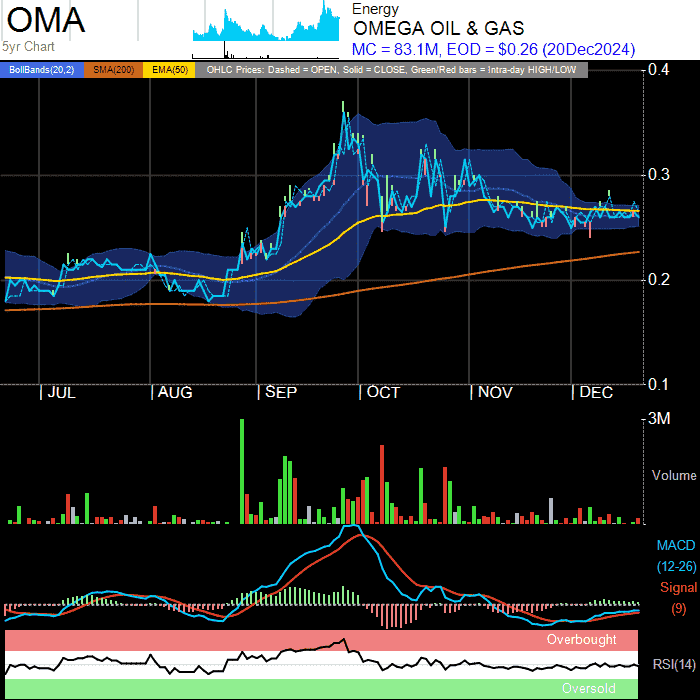 OMA
5yr Chart
Energy
OMEGA OIL & GAS
MC = 83.1M, EOD = $0.26 (20Dec2024)
BollBands(20,2) SMA(200) EMA(50) OHLC Prices: Dashed = OPEN, Solid = CLOSE, Green/Red bars = Intra-day HIGH/LOW
0.4
0.3
0.2
0.1
| JUL | AUG | SEP | OCT | NOV | DEC
3M
Volume
MACD
(12-26)
Signal
(9)
Overbought
RSI(14)
Oversold